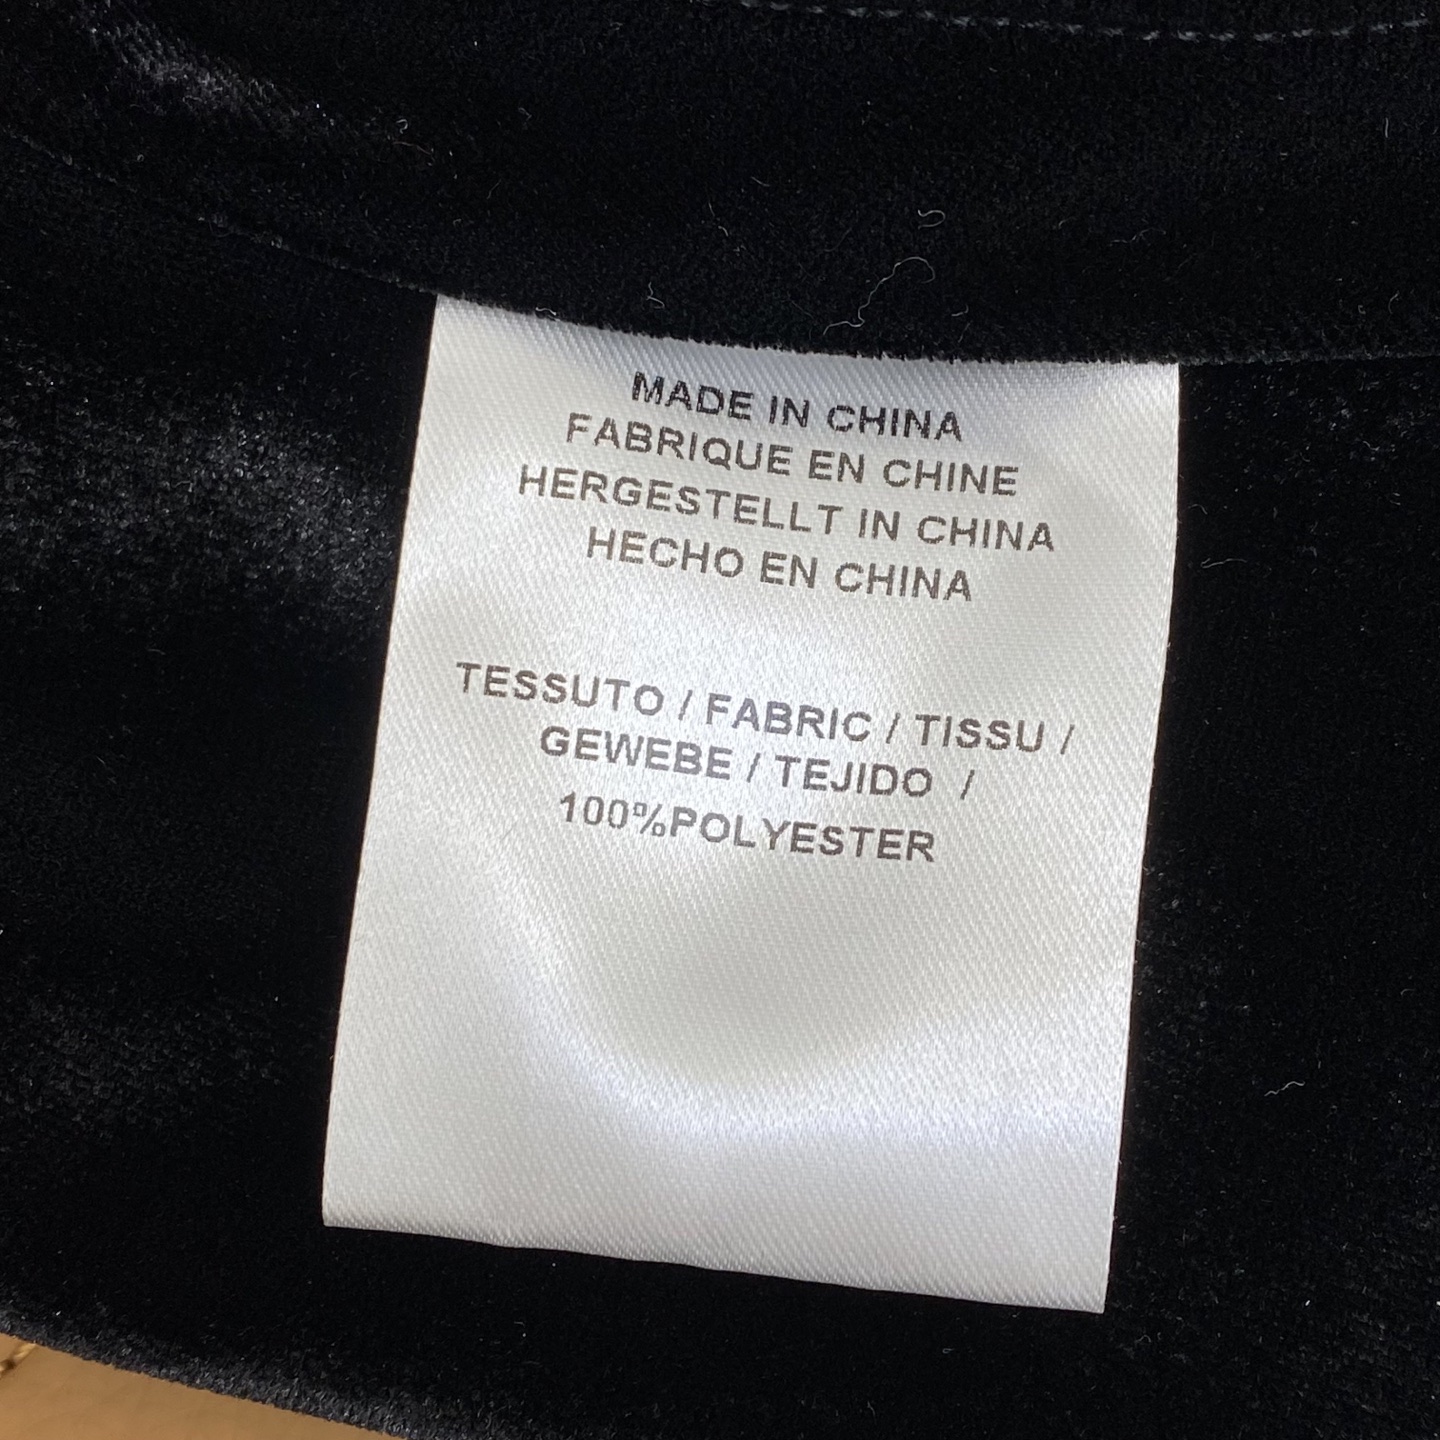 MADE IN CHINA
FABRIQUE EN CHINE
HERGESTELLT IN CHINA
HECHO EN CHINA
TESSUTO / FABRIC / TISSU /
GEWEBE / TEJIDO /
100%POLYESTER